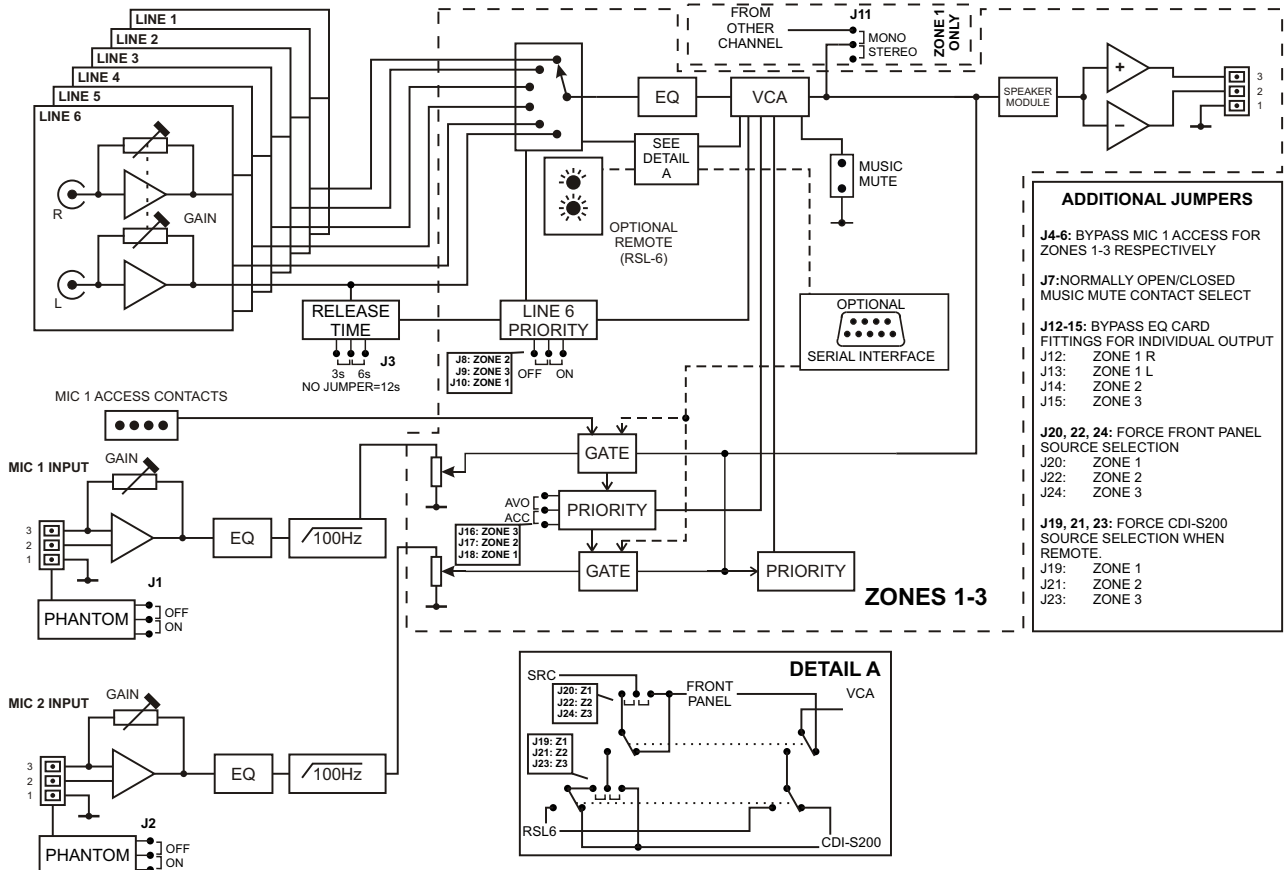 LINE 1
LINE 2
LINE 3
LINE 4
LINE 5
LINE 6
R
GAIN
L
RELEASE
TIME
J3
3s 6s
NO JUMPER=12s
FROM
OTHER
CHANNEL
J11
MONO
STEREO
ZONE 1
ONLY
EQ
VCA
SEE
DETAIL
A
MUSIC
MUTE
OPTIONAL
REMOTE
(RSL-6)
SPEAKER
MODULE
+
−
3
2
1
LINE 6
PRIORITY
J8: ZONE 2
J9: ZONE 3
J10: ZONE 1
OFF ON
OPTIONAL
SERIAL INTERFACE
MIC 1 ACCESS CONTACTS
MIC 1 INPUT
GAIN
3
2
1
EQ
100Hz
J1
PHANTOM
OFF
ON
GATE
AVO
ACC
PRIORITY
J16: ZONE 3
J17: ZONE 2
J18: ZONE 1
GATE
PRIORITY
ZONES 1-3
MIC 2 INPUT
GAIN
3
2
1
EQ
100Hz
J2
PHANTOM
OFF
ON
DETAIL A
SRC
J20: Z1
J22: Z2
J24: Z3
FRONT
PANEL
VCA
J19: Z1
J21: Z2
J23: Z3
RSL6
CDI-S200
ADDITIONAL JUMPERS
J4-6: BYPASS MIC 1 ACCESS FOR
ZONES 1-3 RESPECTIVELY
J7:NORMALLY OPEN/CLOSED
MUSIC MUTE CONTACT SELECT
J12-15: BYPASS EQ CARD
FITTINGS FOR INDIVIDUAL OUTPUT
J12: ZONE 1 R
J13: ZONE 1 L
J14: ZONE 2
J15: ZONE 3
J20, 22, 24: FORCE FRONT PANEL
SOURCE SELECTION
J20: ZONE 1
J22: ZONE 2
J24: ZONE 3
J19, 21, 23: FORCE CDI-S200
SOURCE SELECTION WHEN
REMOTE.
J19: ZONE 1
J21: ZONE 2
J23: ZONE 3